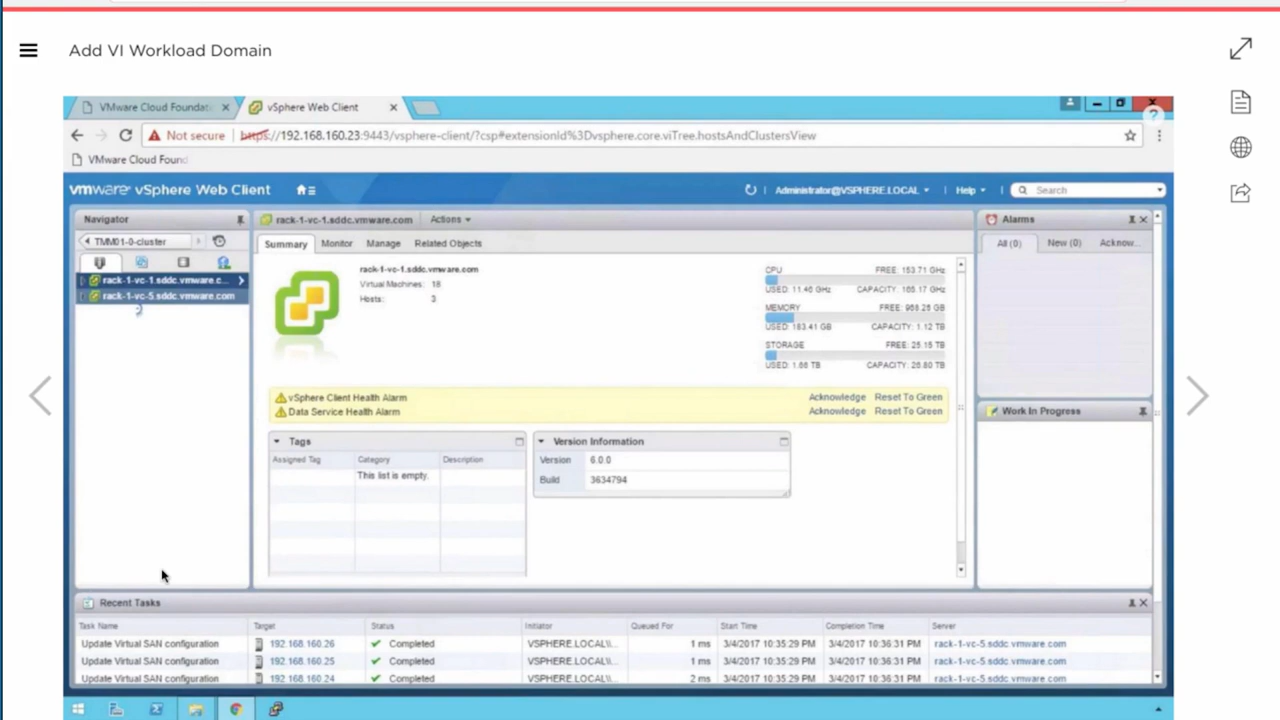 Add VI Workload Domain
VMware Cloud Foundat
vSphere Web Client
Not secure | https://192.168.160.23:9443/vsphere-client/?csp#extensionId%3Dvsphere.core.viTree.hostsAndClustersView
VMware Cloud Found
vmware vSphere Web Client
Administrator@VSPHERE.LOCAL
Help
Search
Navigator
TMM01-0-cluster
rack-1-vc-1.sddc.vmware.c...
rack-1-vc-5.sddc.vmware.com
rack-1-vc-1.sddc.vmware.com Actions
Summary Monitor Manage Related Objects
rack-1-vc-1.sddc.vmware.com
Virtual Machines: 18
Hosts: 3
CPU FREE: 153.71 GHz
USED: 11.46 GHz CAPACITY: 165.17 GHz
MEMORY FREE: 968.25 GB
USED: 183.41 GB CAPACITY: 1.12 TB
STORAGE FREE: 25.15 TB
CAPACITY: 26.80 TB
vSphere Client Health Alarm Acknowledge Reset To Green
Data Service Health Alarm Acknowledge Reset To Green
Tags
Assigned Tag Category Description
This list is empty.
Version Information
Version 6.0.0
Build 3634794
Alarms
All (0) New (0) Acknow...
Work In Progress
Recent Tasks
Task Name Target Status Initiator Queued For Start Time Completion Time Server
Update Virtual SAN configuration 192.168.160.26 Completed VSPHERE.LOCAL\\... 1 ms 3/4/2017 10:35:29 PM 3/4/2017 10:36:31 PM rack-1-vc-5.sddc.vmware.com
Update Virtual SAN configuration 192.168.160.25 Completed VSPHERE.LOCAL\\... 1 ms 3/4/2017 10:35:29 PM 3/4/2017 10:36:31 PM rack-1-vc-5.sddc.vmware.com
Update Virtual SAN configuration 192.168.160.24 Completed VSPHERE.LOCAL\\... 2 ms 3/4/2017 10:35:29 PM 3/4/2017 10:36:31 PM rack-1-vc-5.sddc.vmware.com